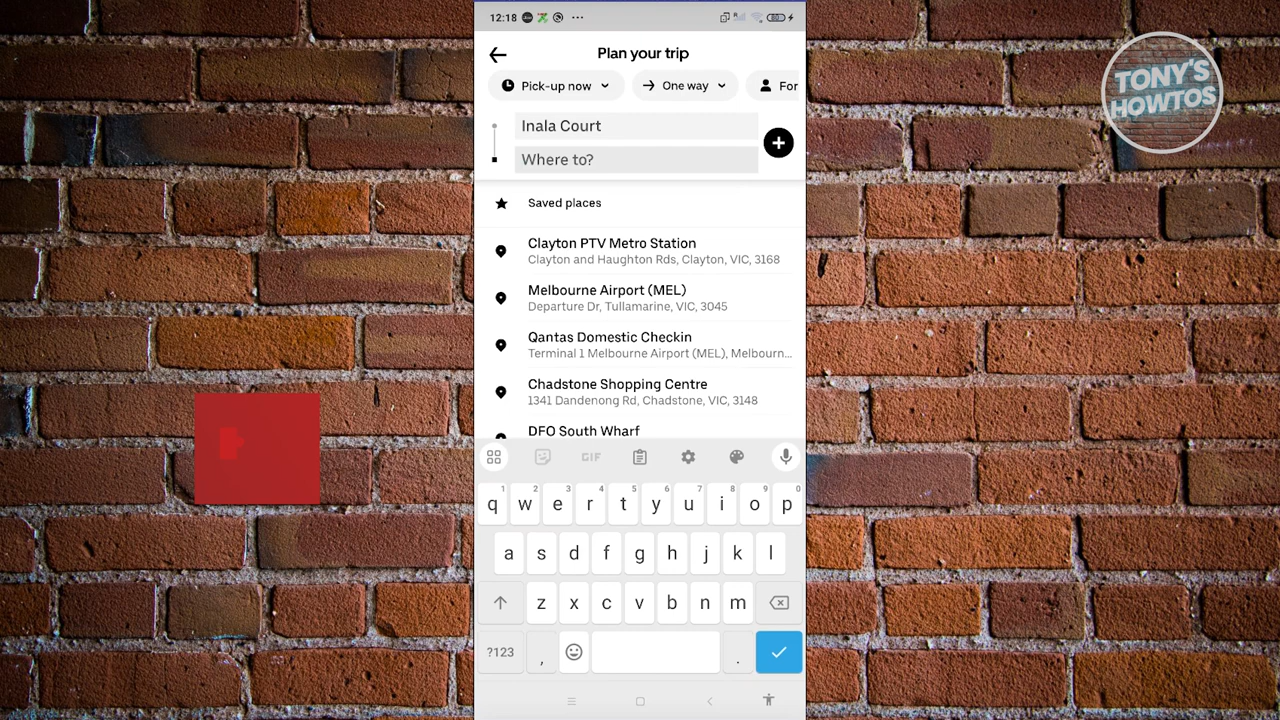 12:18
Plan your trip
Pick-up now
One way
For
Inala Court
Where to?
Saved places
Clayton PTV Metro Station
Clayton and Haughton Rds, Clayton, VIC, 3168
Melbourne Airport (MEL)
Departure Dr, Tullamarine, VIC, 3045
Qantas Domestic Checkin
Terminal 1 Melbourne Airport (MEL), Melbourn...
Chadstone Shopping Centre
1341 Dandenong Rd, Chadstone, VIC, 3148
DFO South Wharf
GIF
1 2 3 4 5 6 7 8 9 0
q w e r t y u i o p
a s d f g h j k l
z x c v b n m
?123 , .
TONY'S
HOWTOS